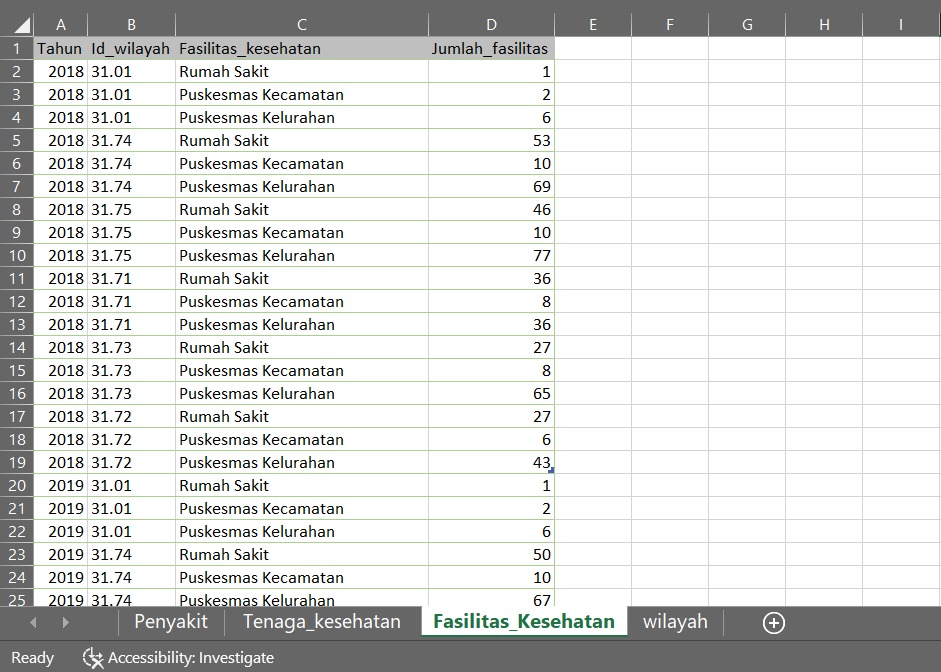 A B C D E F G H I
1 Tahun Id_wilayah Fasilitas_kesehatan Jumlah_fasilitas
2 2018 31.01 Rumah Sakit 1
3 2018 31.01 Puskesmas Kecamatan 2
4 2018 31.01 Puskesmas Kelurahan 6
5 2018 31.74 Rumah Sakit 53
6 2018 31.74 Puskesmas Kecamatan 10
7 2018 31.74 Puskesmas Kelurahan 69
8 2018 31.75 Rumah Sakit 46
9 2018 31.75 Puskesmas Kecamatan 10
10 2018 31.75 Puskesmas Kelurahan 77
11 2018 31.71 Rumah Sakit 36
12 2018 31.71 Puskesmas Kecamatan 8
13 2018 31.71 Puskesmas Kelurahan 36
14 2018 31.73 Rumah Sakit 27
15 2018 31.73 Puskesmas Kecamatan 8
16 2018 31.73 Puskesmas Kelurahan 65
17 2018 31.72 Rumah Sakit 27
18 2018 31.72 Puskesmas Kecamatan 6
19 2018 31.72 Puskesmas Kelurahan 43
20 2019 31.01 Rumah Sakit 1
21 2019 31.01 Puskesmas Kecamatan 2
22 2019 31.01 Puskesmas Kelurahan 6
23 2019 31.74 Rumah Sakit 50
24 2019 31.74 Puskesmas Kecamatan 10
25 2019 31.74 Puskesmas Kelurahan 67
Penyakit Tenaga_kesehatan Fasilitas_Kesehatan wilayah
Ready Accessibility: Investigate